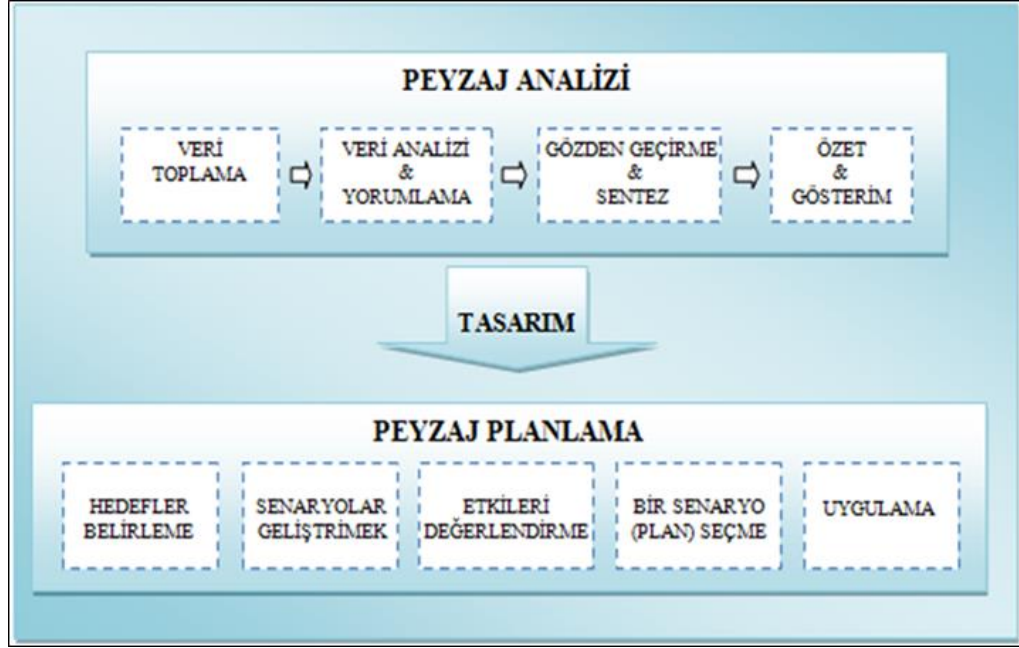 PEYZAJ ANALİZİ
VERİ
TOPLAMA
VERİ ANALİZİ
&
YORUMLAMA
GÖZDEN GEÇİRME
&
SENTEZ
ÖZET
&
GÖSTERİM
TASARIM
PEYZAJ PLANLAMA
HEDEFLER
BELİRLEME
SENARYOLAR
GELİŞTRİMEK
ETKİLERİ
DEĞERLENDİRME
BİR SENARYO
(PLAN) SEÇME
UYGULAMA